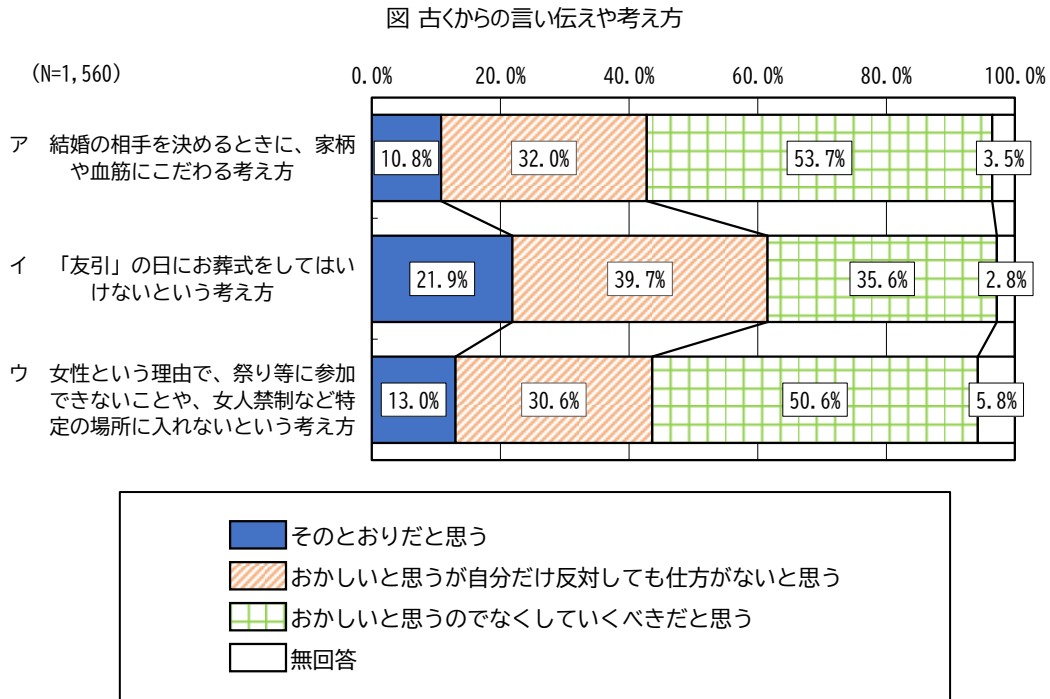 図 古くからの言い伝えや考え方
(N=1,560)
0.0% 20.0% 40.0% 60.0% 80.0% 100.0%
ア 結婚の相手を決めるときに、家柄
や血筋にこだわる考え方
10.8% 32.0% 53.7% 3.5%
イ 「友引」の日にお葬式をしてはい
けないという考え方
21.9% 39.7% 35.6% 2.8%
ウ 女性という理由で、祭り等に参加
できないことや、女人禁制など特
定の場所に入れないという考え方
13.0% 30.6% 50.6% 5.8%
そのとおりだと思う
おかしいと思うが自分だけ反対しても仕方がないと思う
おかしいと思うのでなくしていくべきだと思う
無回答